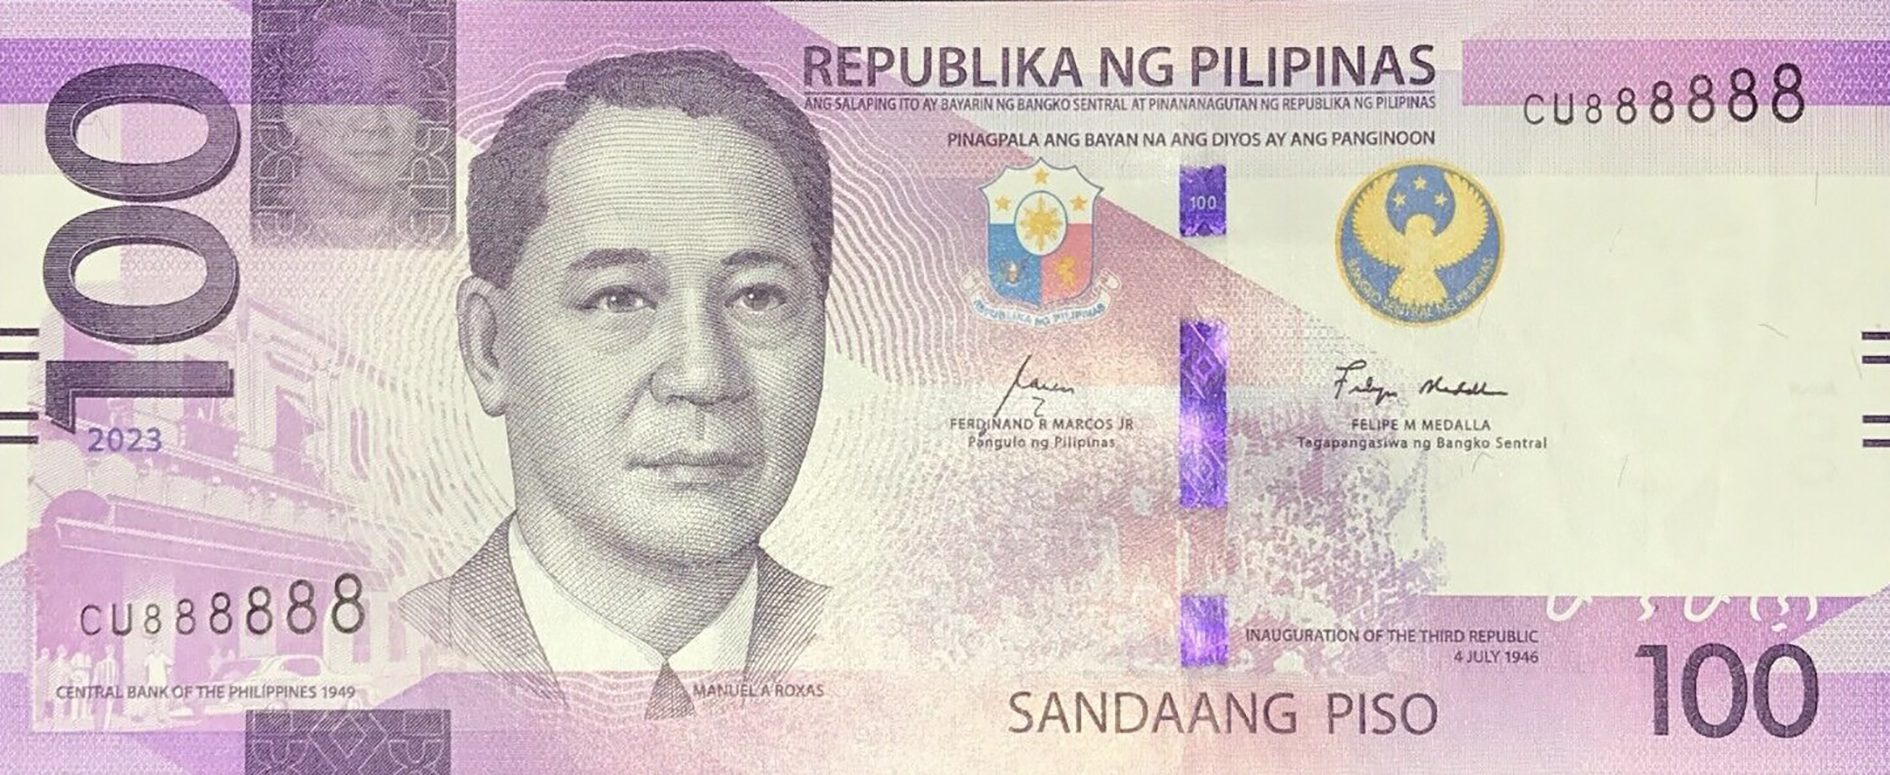 REPUBLIKA NG PILIPINAS
ANG SALAPING ITO AY BAYARIN NG BANGKO SENTRAL AT PINANANAGUTAN NG REPUBLIKA NG PILIPINAS
PINAGPALA ANG BAYAN NA ANG DIYOS AY ANG PANGINOON
CU888888
100
100
REPUBLIKA NG PILIPINAS
BANGKO SENTRAL NG PILIPINAS
FERDINAND R MARCOS JR
Pangulo ng Pilipinas
FELIPE M MEDALLA
Tagapangasiwa ng Bangko Sentral
2023
CU888888
CENTRAL BANK OF THE PHILIPPINES 1949
MANUEL A ROXAS
INAUGURATION OF THE THIRD REPUBLIC
4 JULY 1946
SANDAANG PISO
100